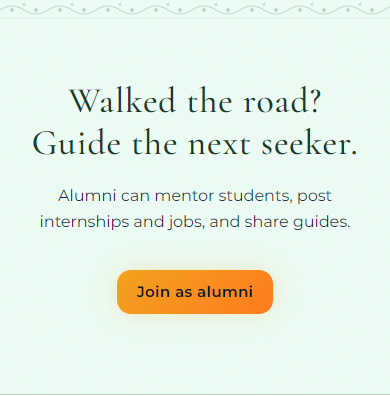 Walked the road?
Guide the next seeker.
Alumni can mentor students, post
internships and jobs, and share guides.
Join as alumni